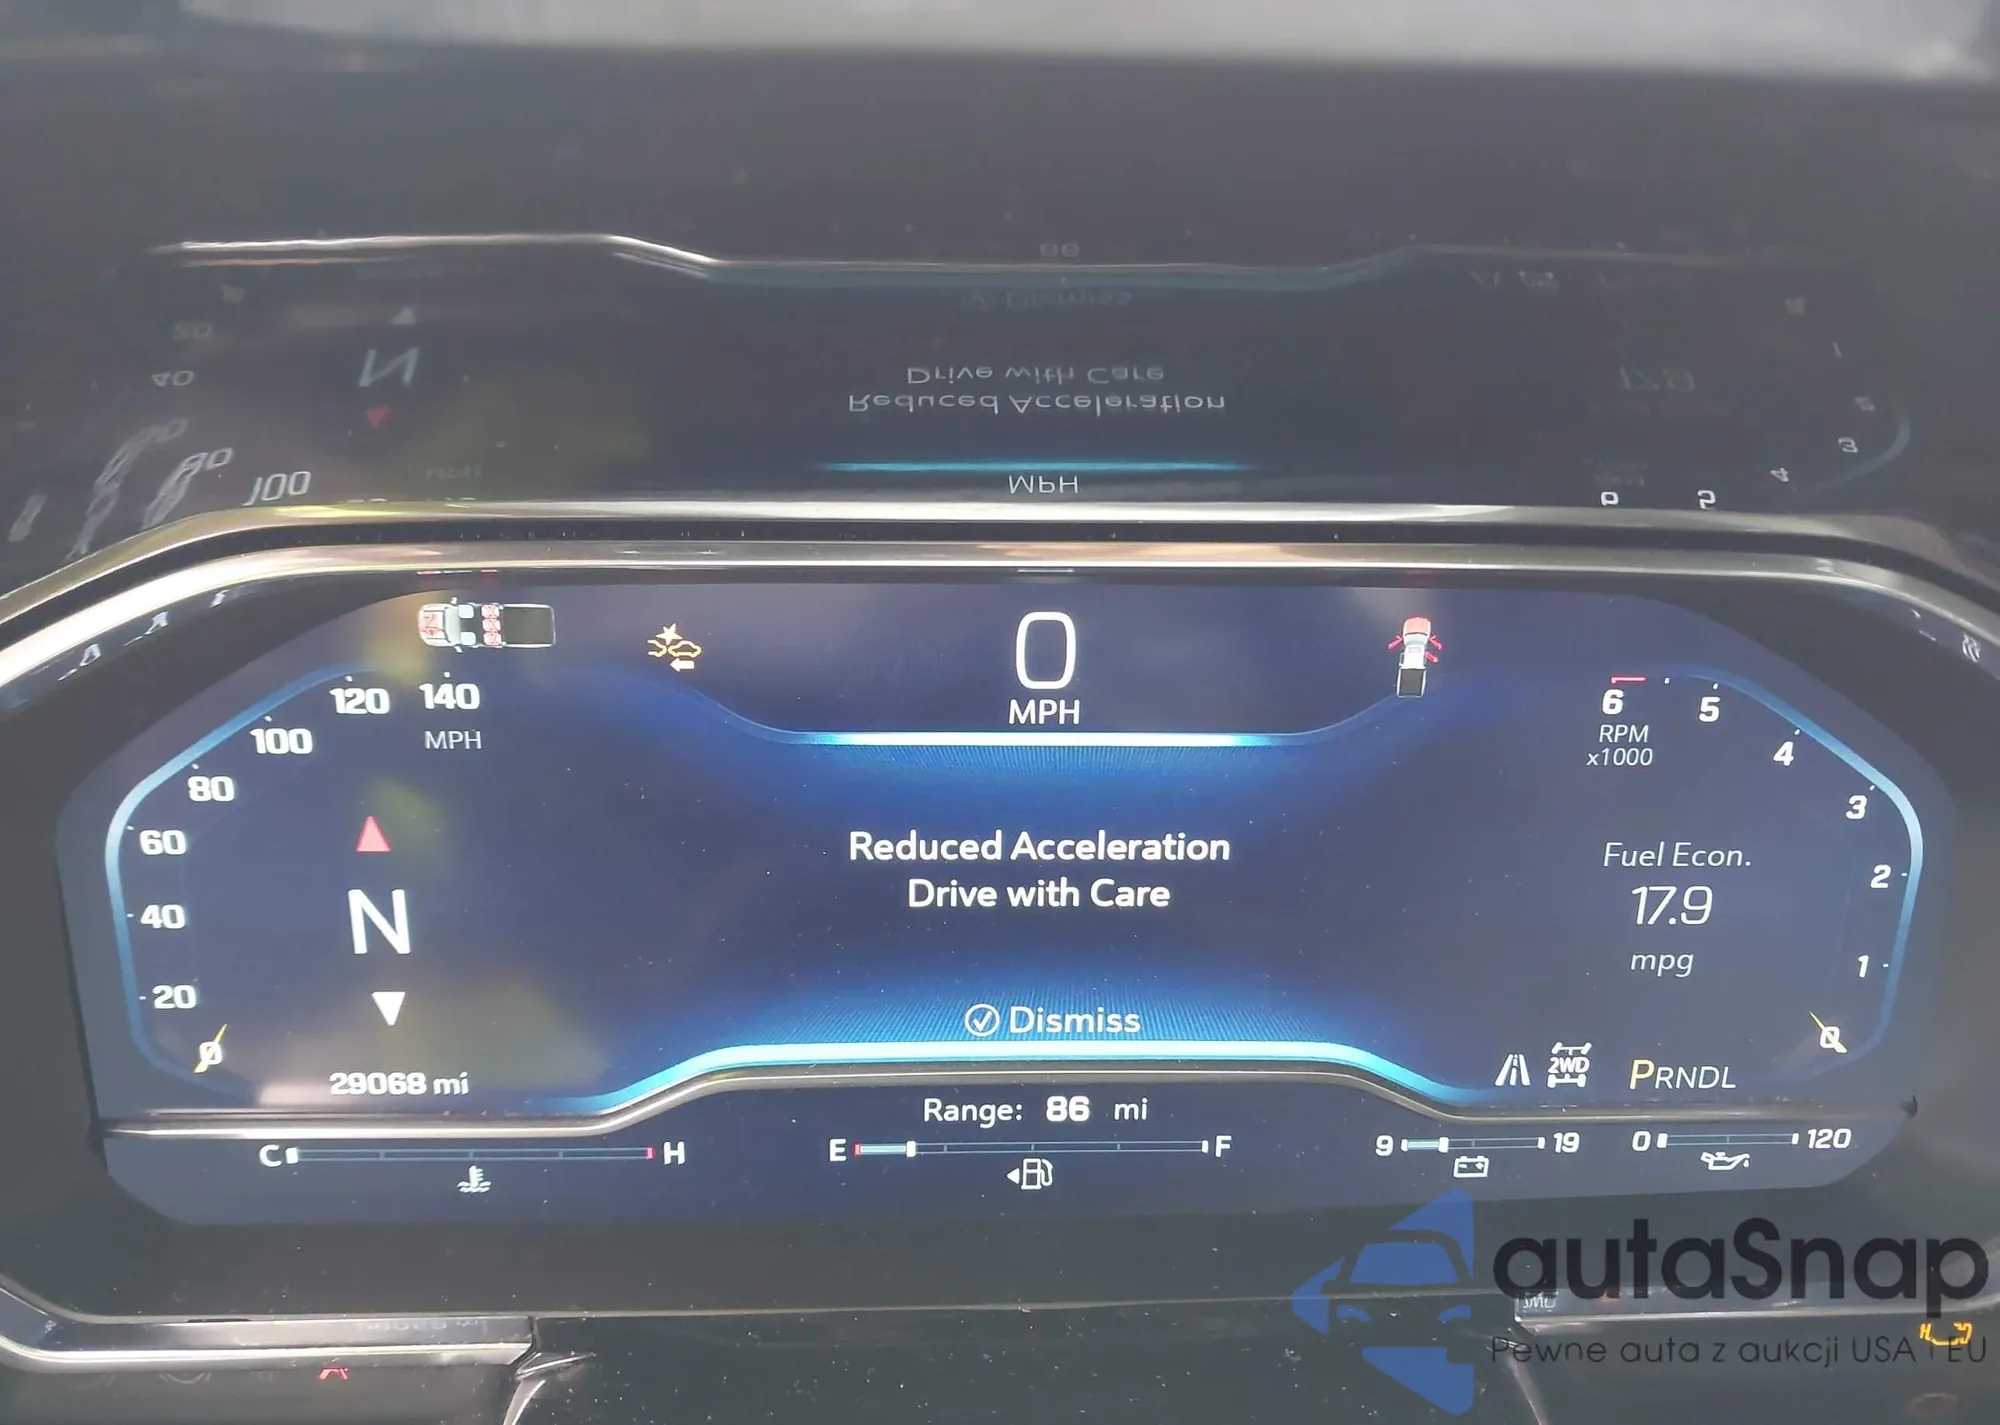 0
MPH
120 140
MPH
100
80
60
40
20
0
N
29068 mi
Reduced Acceleration
Drive with Care
Dismiss
6
RPM
x1000
5
4
3
2
1
0
Fuel Econ.
17.9
mpg
2WD
PRNDL
Range: 86 mi
C H
E F
9 19
0 120
autaSnap
Pewne auta z aukcji USA i EU